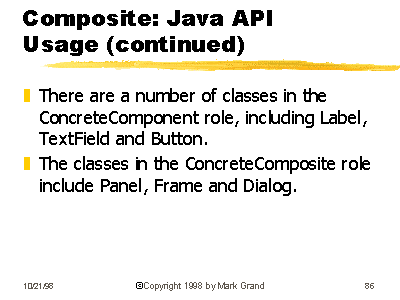 Composite: Java API
Usage (continued)
There are a number of classes in the
ConcreteComponent role, including Label,
TextField and Button.
The classes in the ConcreteComposite role
include Panel, Frame and Dialog.
10/21/98 ©Copyright 1998 by Mark Grand 86